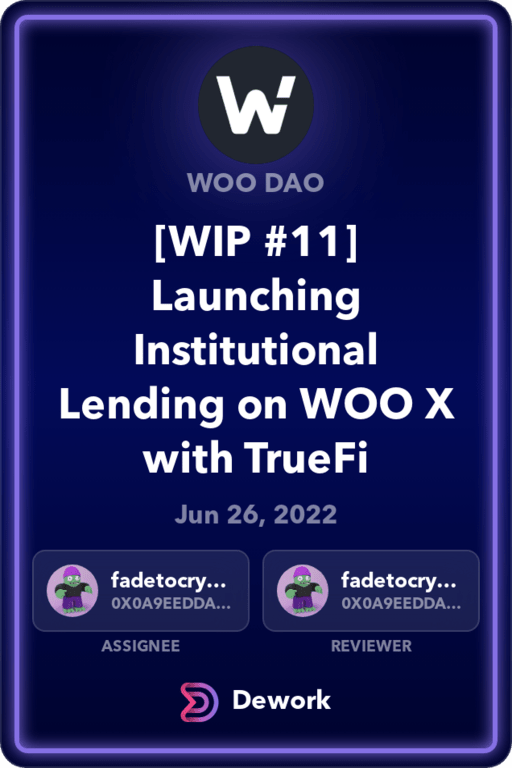 WOO DAO
[WIP #11]
Launching
Institutional
Lending on WOO X
with TrueFi
Jun 26, 2022
fadetocry... fadetocry...
0X0A9EEDDA... 0X0A9EEDDA...
ASSIGNEE REVIEWER
Dework